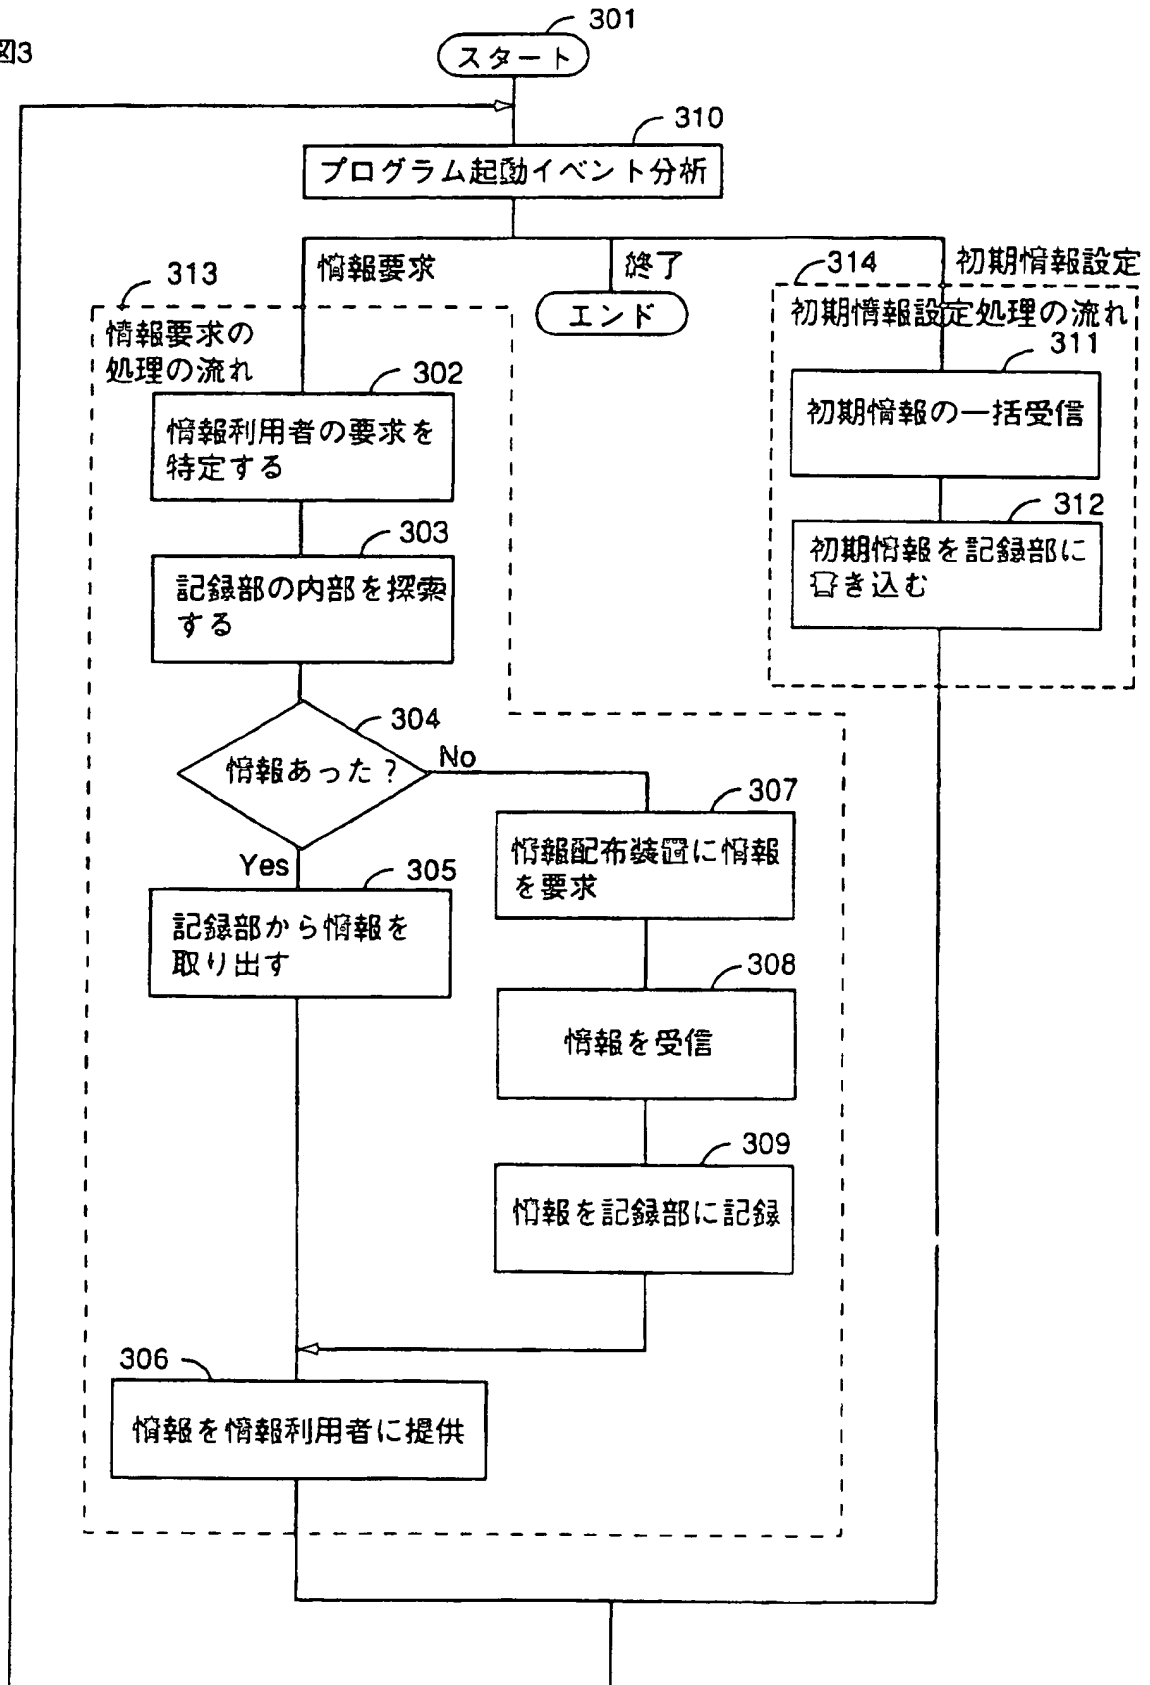 図3
301
スタート
310
プログラム起動イベント分析
情報要求
終了
エンド
初期情報設定
313
情報要求の
処理の流れ
302
情報利用者の要求を
特定する
303
記録部の内部を探索
する
304
情報あった?
No
Yes
305
記録部から情報を
取り出す
307
情報配布装置に情報
を要求
308
情報を受信
309
情報を記録部に記録
306
情報を情報利用者に提供
314
初期情報設定処理の流れ
311
初期情報の一括受信
312
初期情報を記録部に
書き込む